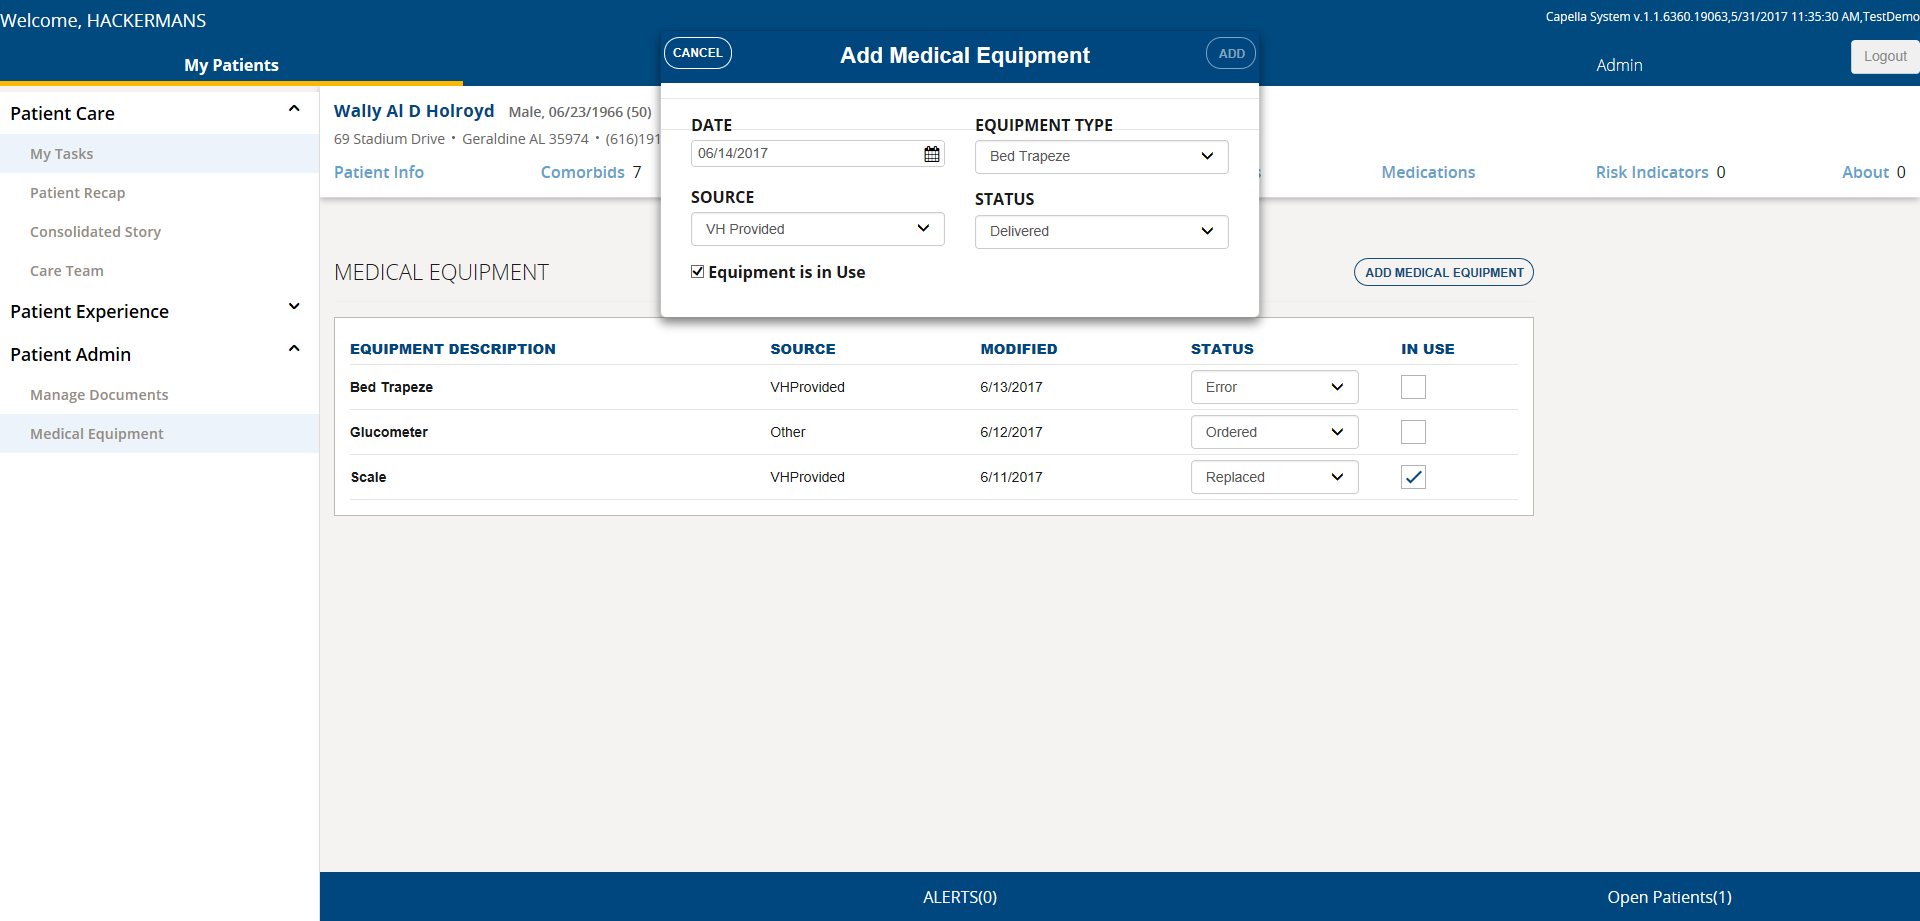 Welcome, HACKERMANS
Capella System v.1.1.6360.19063,5/31/2017 11:35:30 AM,TestDemo
My Patients
Admin
Logout
CANCEL
Add Medical Equipment
ADD
DATE
06/14/2017
EQUIPMENT TYPE
Bed Trapeze
SOURCE
VH Provided
STATUS
Delivered
Equipment is in Use
Patient Care
My Tasks
Patient Recap
Consolidated Story
Care Team
Patient Experience
Patient Admin
Manage Documents
Medical Equipment
Wally Al D Holroyd Male, 06/23/1966 (50)
69 Stadium Drive • Geraldine AL 35974 • (616)191
Patient Info Comorbids 7 Medications Risk Indicators 0 About 0
MEDICAL EQUIPMENT
ADD MEDICAL EQUIPMENT
EQUIPMENT DESCRIPTION SOURCE MODIFIED STATUS IN USE
Bed Trapeze VHProvided 6/13/2017 Error
Glucometer Other 6/12/2017 Ordered
Scale VHProvided 6/11/2017 Replaced
ALERTS(0)
Open Patients(1)